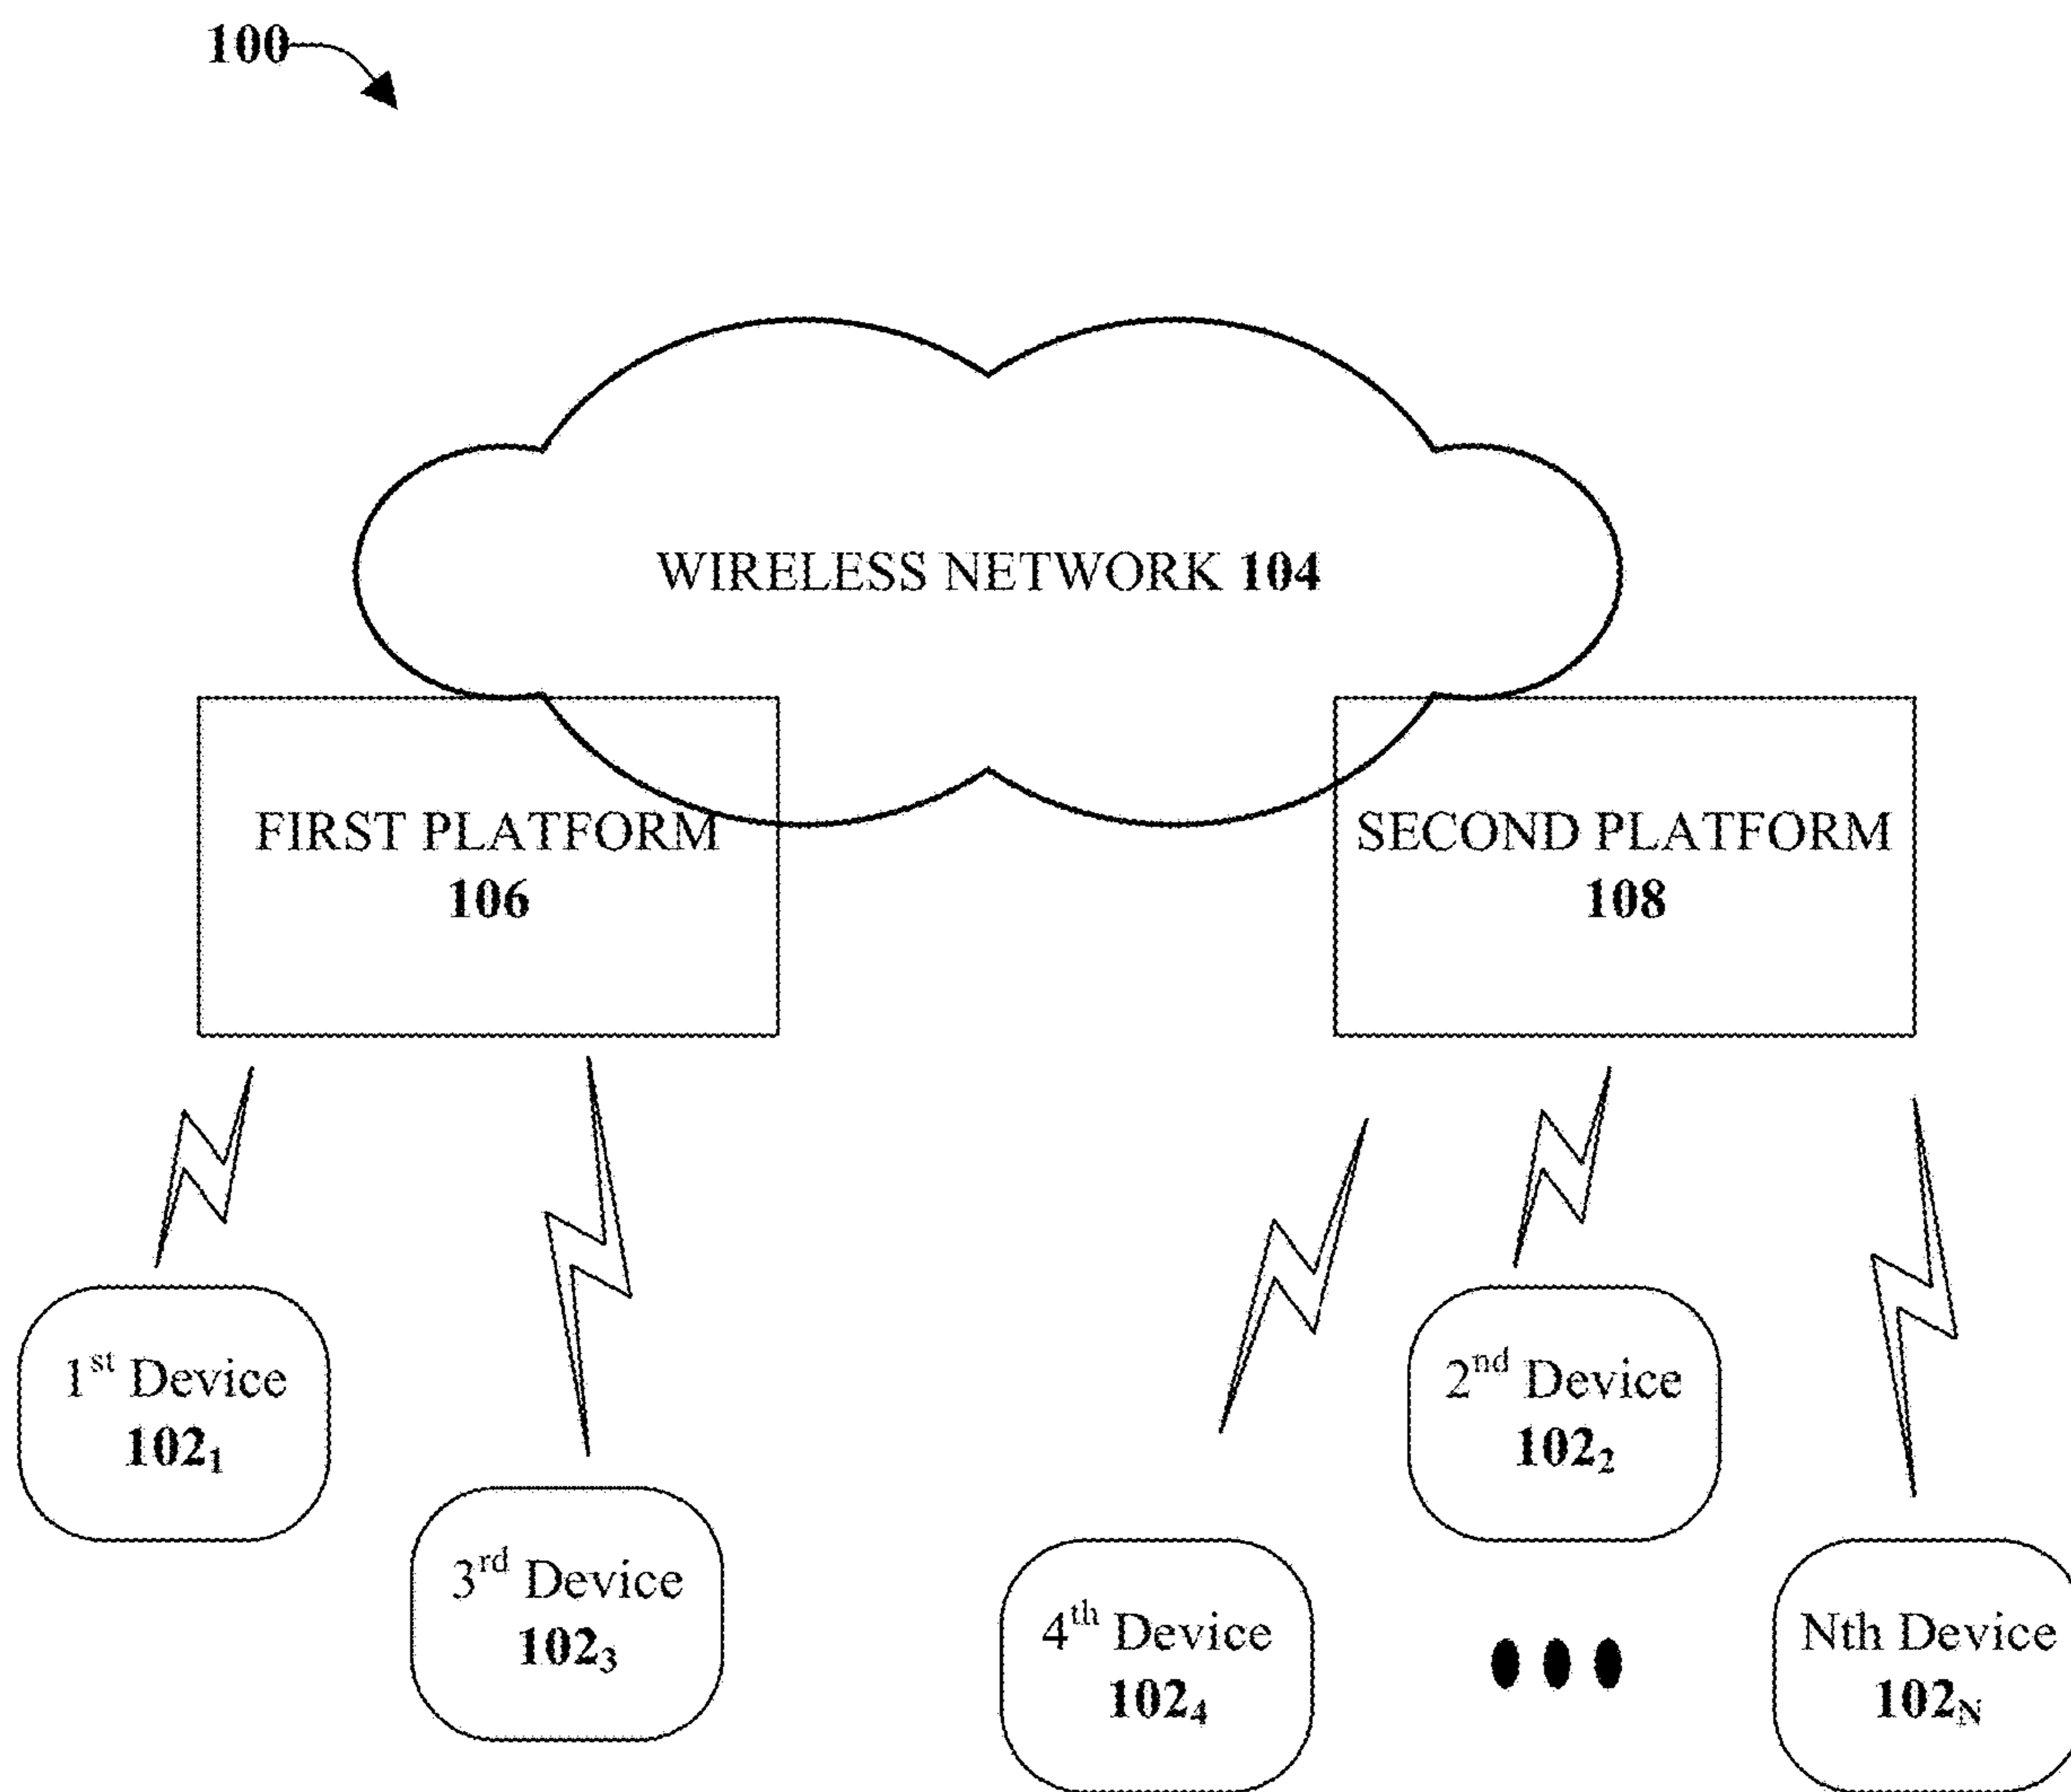 100
WIRELESS NETWORK 104
FIRST PLATFORM
106
SECOND PLATFORM
108
1st Device
102₁
2nd Device
102₂
3rd Device
102₃
4th Device
102₄
Nth Device
102N